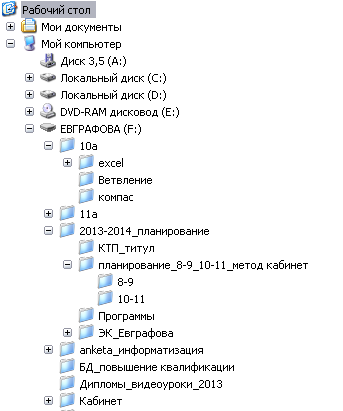 Рабочий стол
Мои документы
Мой компьютер
Диск 3,5 (A:)
Локальный диск (C:)
Локальный диск (D:)
DVD-RAM дисковод (E:)
ЕВГРАФОВА (F:)
10а
excel
Ветвление
компас
11а
2013-2014_планирование
КТП_титул
планирование_8-9_10-11_метод кабинет
8-9
10-11
Программы
ЭК_Евграфова
anketa_информатизация
БД_повышение квалификации
Дипломы_видеоуроки_2013
Кабинет